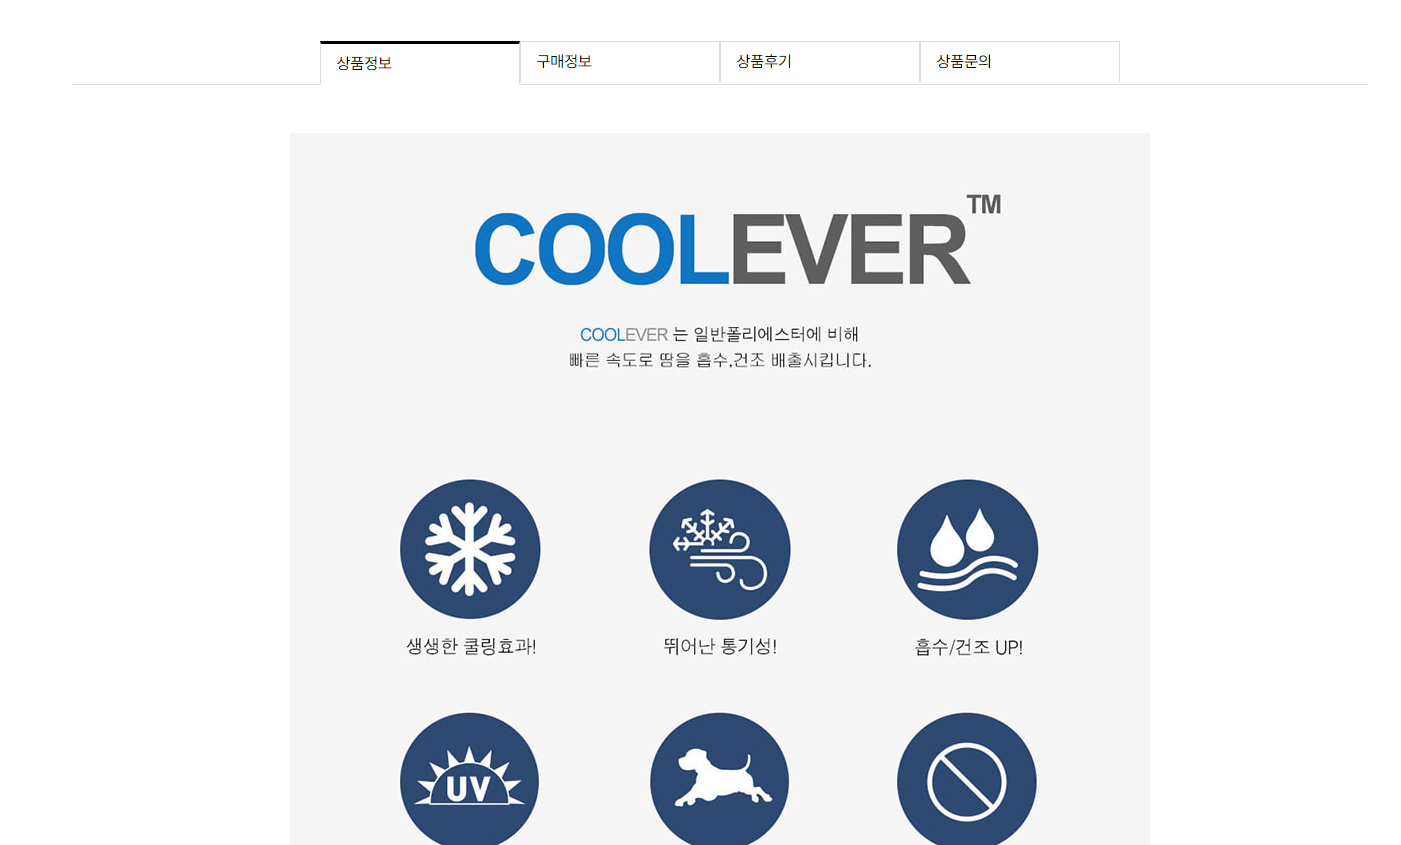 상품정보
구매정보
상품후기
상품문의
COOLEVER™
COOLEVER 는 일반폴리에스터에 비해
빠른 속도로 땀을 흡수,건조 배출시킵니다.
생생한 쿨링효과!
뛰어난 통기성!
흡수/건조 UP!
UV